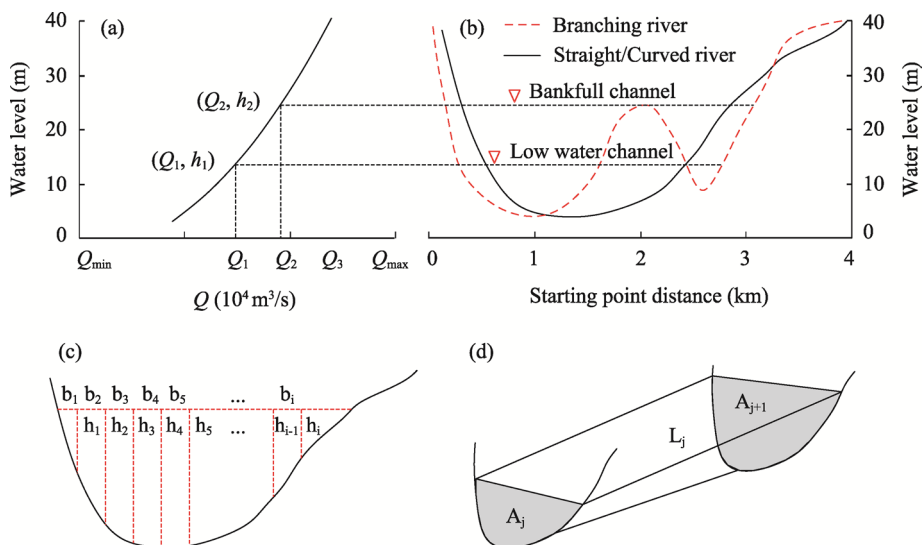 (a)
Water level (m)
40
30
20
10
0
(Q₂, h₂)
(Q₁, h₁)
Qmin
Q₁
Q₂
Q₃
Qmax
Q (10⁴ m³/s)
(b)
Branching river
Straight/Curved river
Bankfull channel
Low water channel
40
30
20
10
0
Water level (m)
0
1
2
3
4
Starting point distance (km)
(c)
b₁ b₂ b₃ b₄ b₅ ... bᵢ
h₁ h₂ h₃ h₄ h₅ ... hᵢ₋₁ hᵢ
(d)
Aⱼ₊₁
Lⱼ
Aⱼ